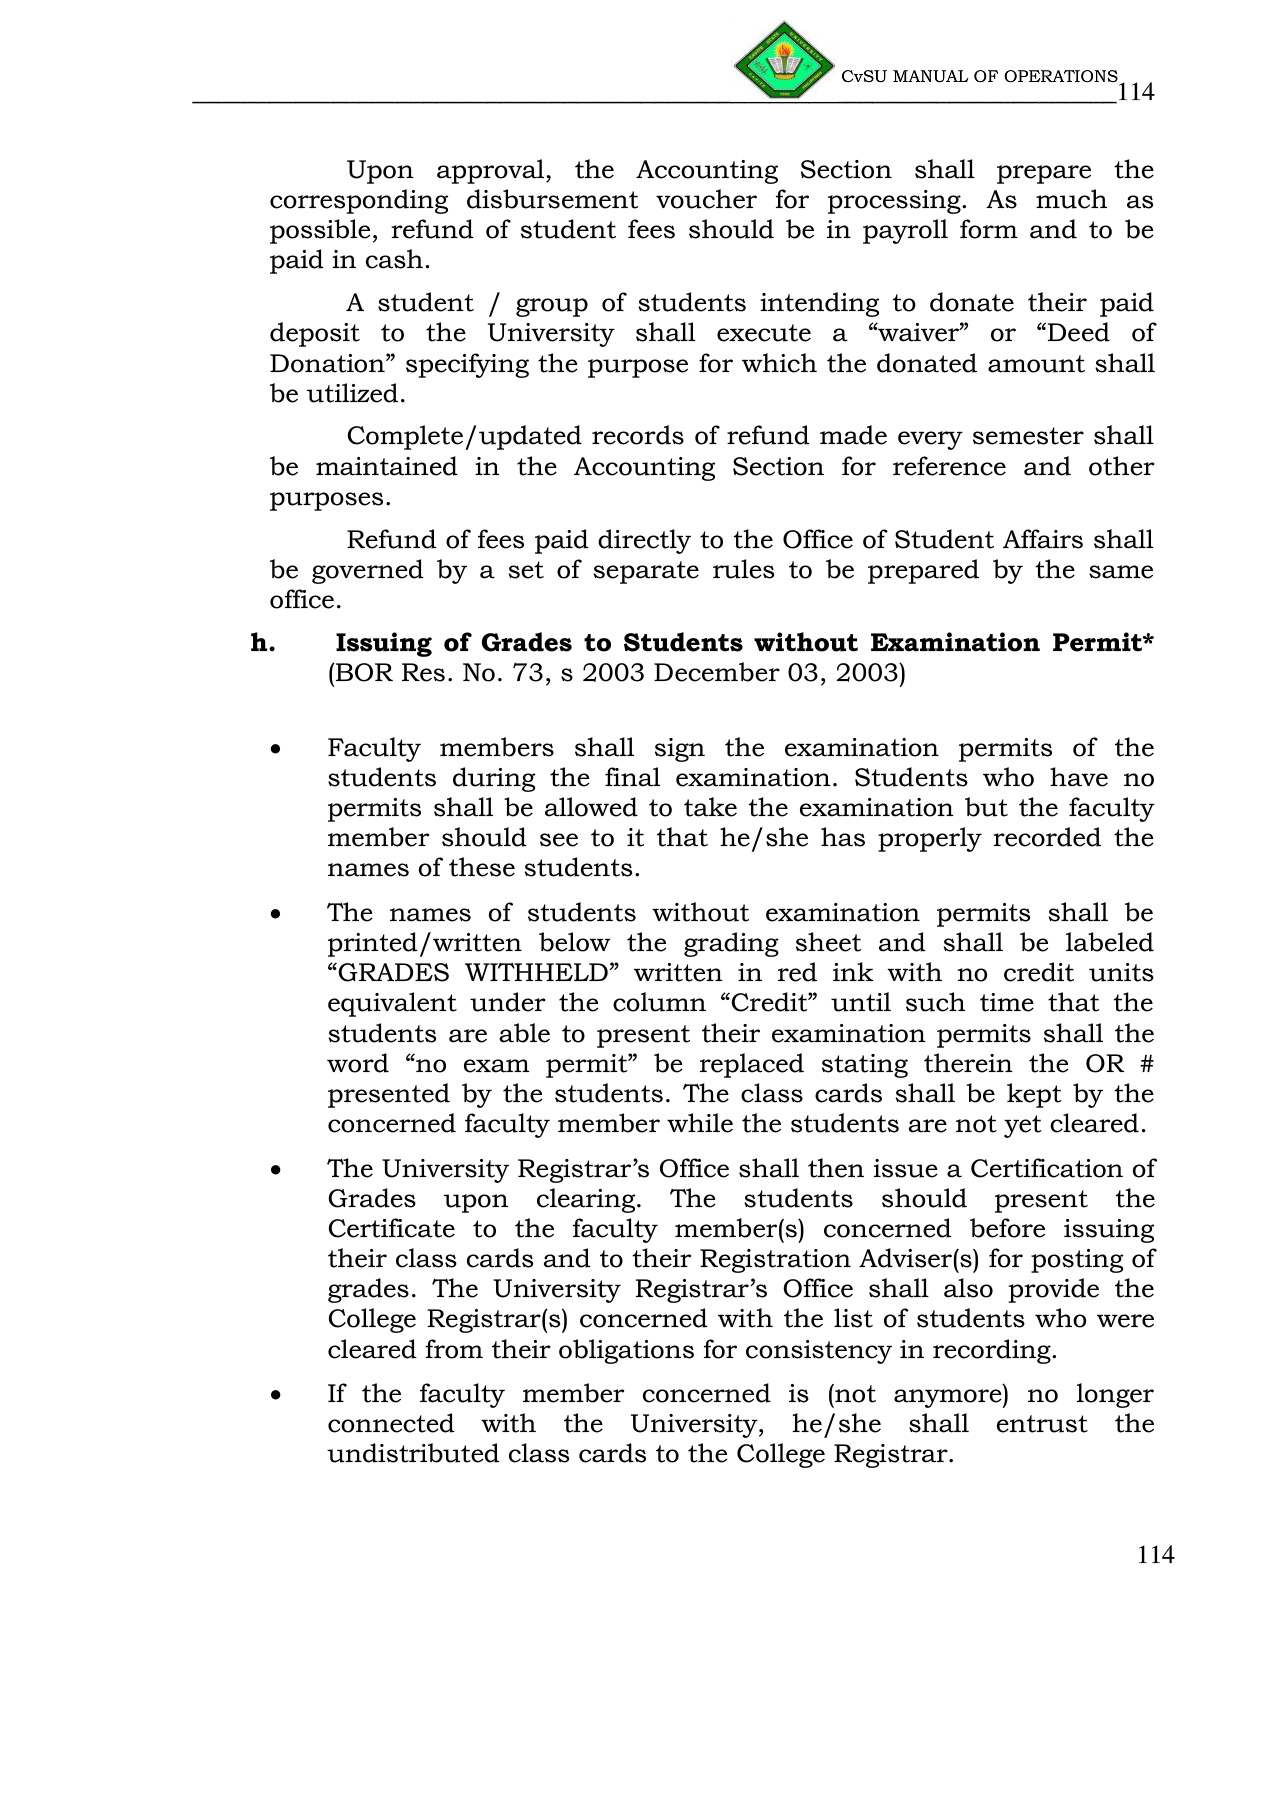 CvSU MANUAL OF OPERATIONS
114
Upon approval, the Accounting Section shall prepare the
corresponding disbursement voucher for processing. As much as
possible, refund of student fees should be in payroll form and to be
paid in cash.
A student / group of students intending to donate their paid
deposit to the University shall execute a “waiver” or “Deed of
Donation” specifying the purpose for which the donated amount shall
be utilized.
Complete/updated records of refund made every semester shall
be maintained in the Accounting Section for reference and other
purposes.
Refund of fees paid directly to the Office of Student Affairs shall
be governed by a set of separate rules to be prepared by the same
office.
h. Issuing of Grades to Students without Examination Permit*
(BOR Res. No. 73, s 2003 December 03, 2003)
• Faculty members shall sign the examination permits of the
students during the final examination. Students who have no
permits shall be allowed to take the examination but the faculty
member should see to it that he/she has properly recorded the
names of these students.
• The names of students without examination permits shall be
printed/written below the grading sheet and shall be labeled
“GRADES WITHHELD” written in red ink with no credit units
equivalent under the column “Credit” until such time that the
students are able to present their examination permits shall the
word “no exam permit” be replaced stating therein the OR #
presented by the students. The class cards shall be kept by the
concerned faculty member while the students are not yet cleared.
• The University Registrar’s Office shall then issue a Certification of
Grades upon clearing. The students should present the
Certificate to the faculty member(s) concerned before issuing
their class cards and to their Registration Adviser(s) for posting of
grades. The University Registrar’s Office shall also provide the
College Registrar(s) concerned with the list of students who were
cleared from their obligations for consistency in recording.
• If the faculty member concerned is (not anymore) no longer
connected with the University, he/she shall entrust the
undistributed class cards to the College Registrar.
114